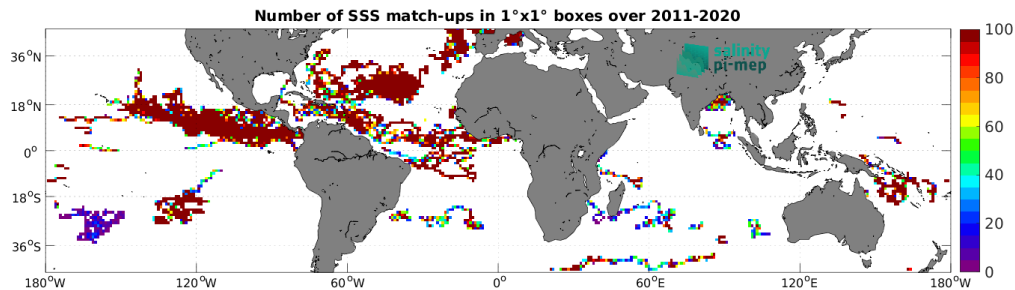 Number of SSS match-ups in 1°x1° boxes over 2011-2020
salinity
pi-mep
36°N
18°N
0°
18°S
36°S
180°W
120°W
60°W
0°
60°E
120°E
180°W
100
80
60
40
20
0